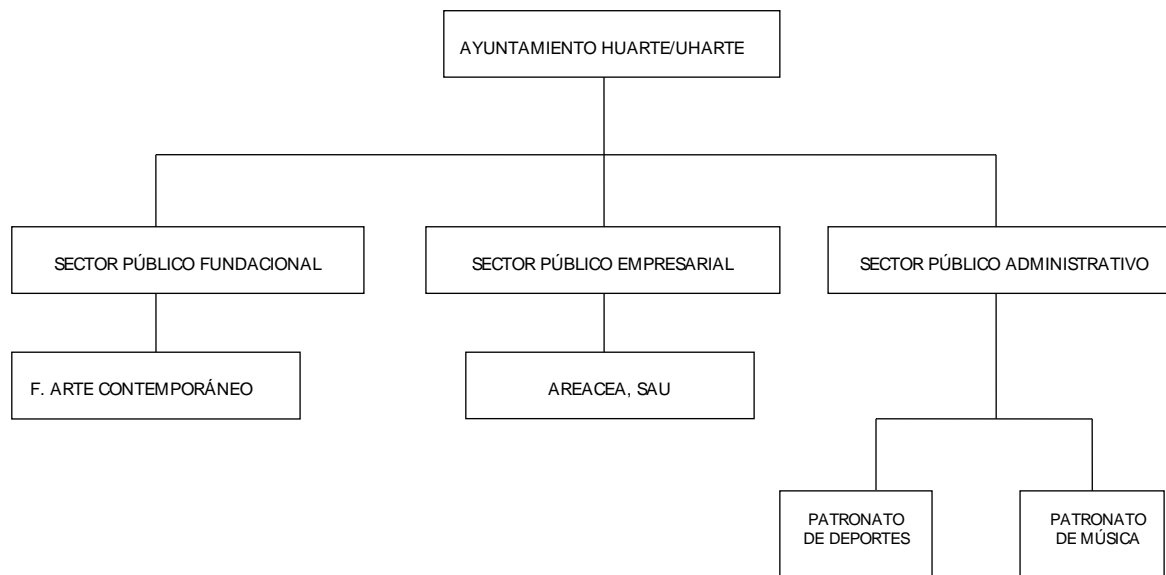 AYUNTAMIENTO HUARTE/UHARTE
SECTOR PÚBLICO FUNDACIONAL
SECTOR PÚBLICO EMPRESARIAL
SECTOR PÚBLICO ADMINISTRATIVO
F. ARTE CONTEMPORÁNEO
AREACEA, SAU
PATRONATO
DE DEPORTES
PATRONATO
DE MÚSICA